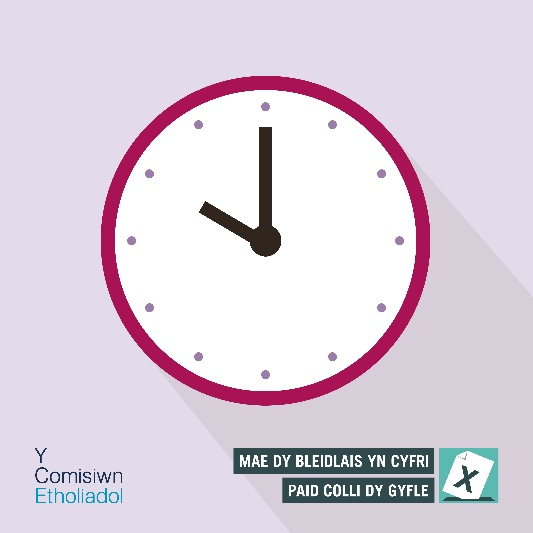 Y
Comisiwn
Etholiadol
MAE DY BLEIDLAIS YN CYFRI
PAID COLLI DY GYFLE
X